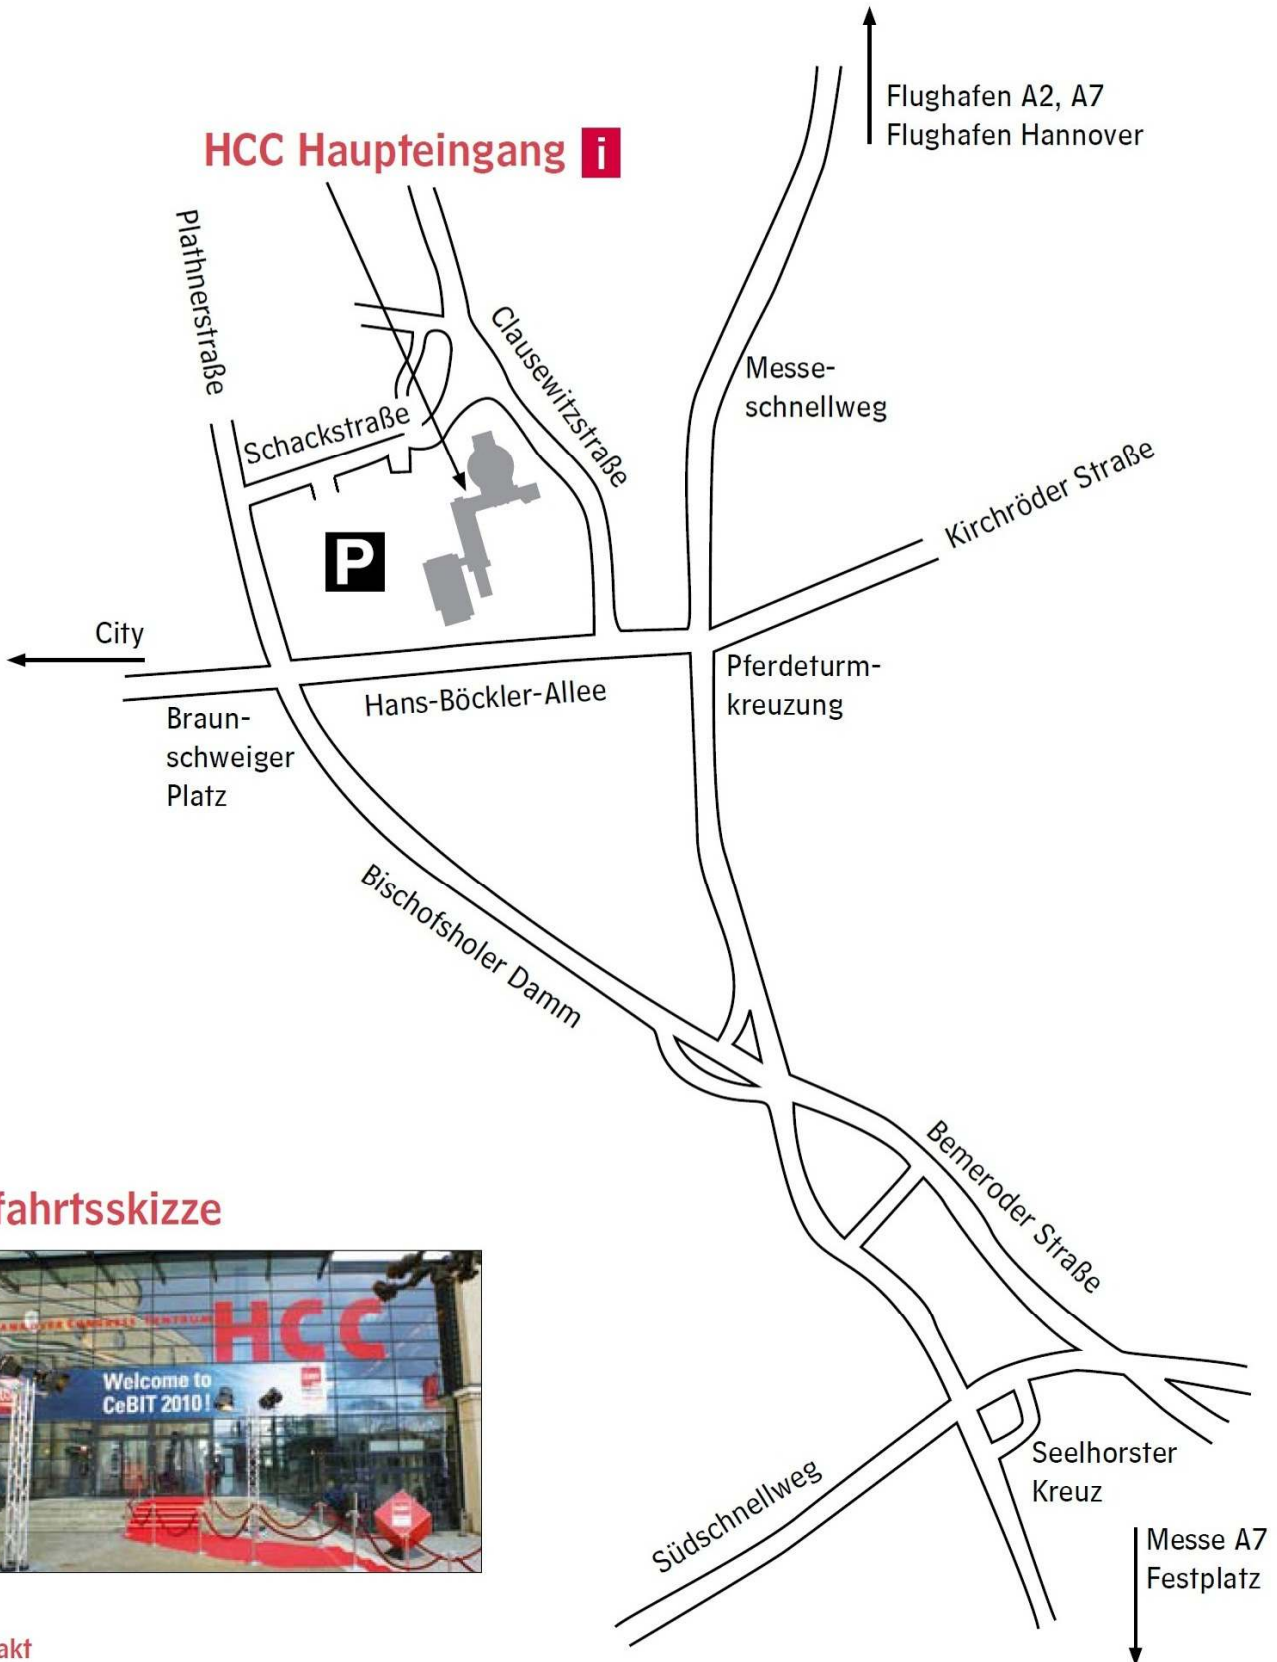 Flughafen A2, A7
Flughafen Hannover
HCC Haupteingang i
Plathnerstraße
Clausewitzstraße
Messe-
schnellweg
Schackstraße
Kirchröder Straße
P
City
Hans-Böckler-Allee
Pferdeturm-
kreuzung
Braun-
schweiger
Platz
Bischofsholer Damm
Bemeroder Straße
fahrtsskizze
HCC
Welcome to
CeBIT 2010!
Seelhorster
Kreuz
Südschnellweg
Messe A7
Festplatz
akt